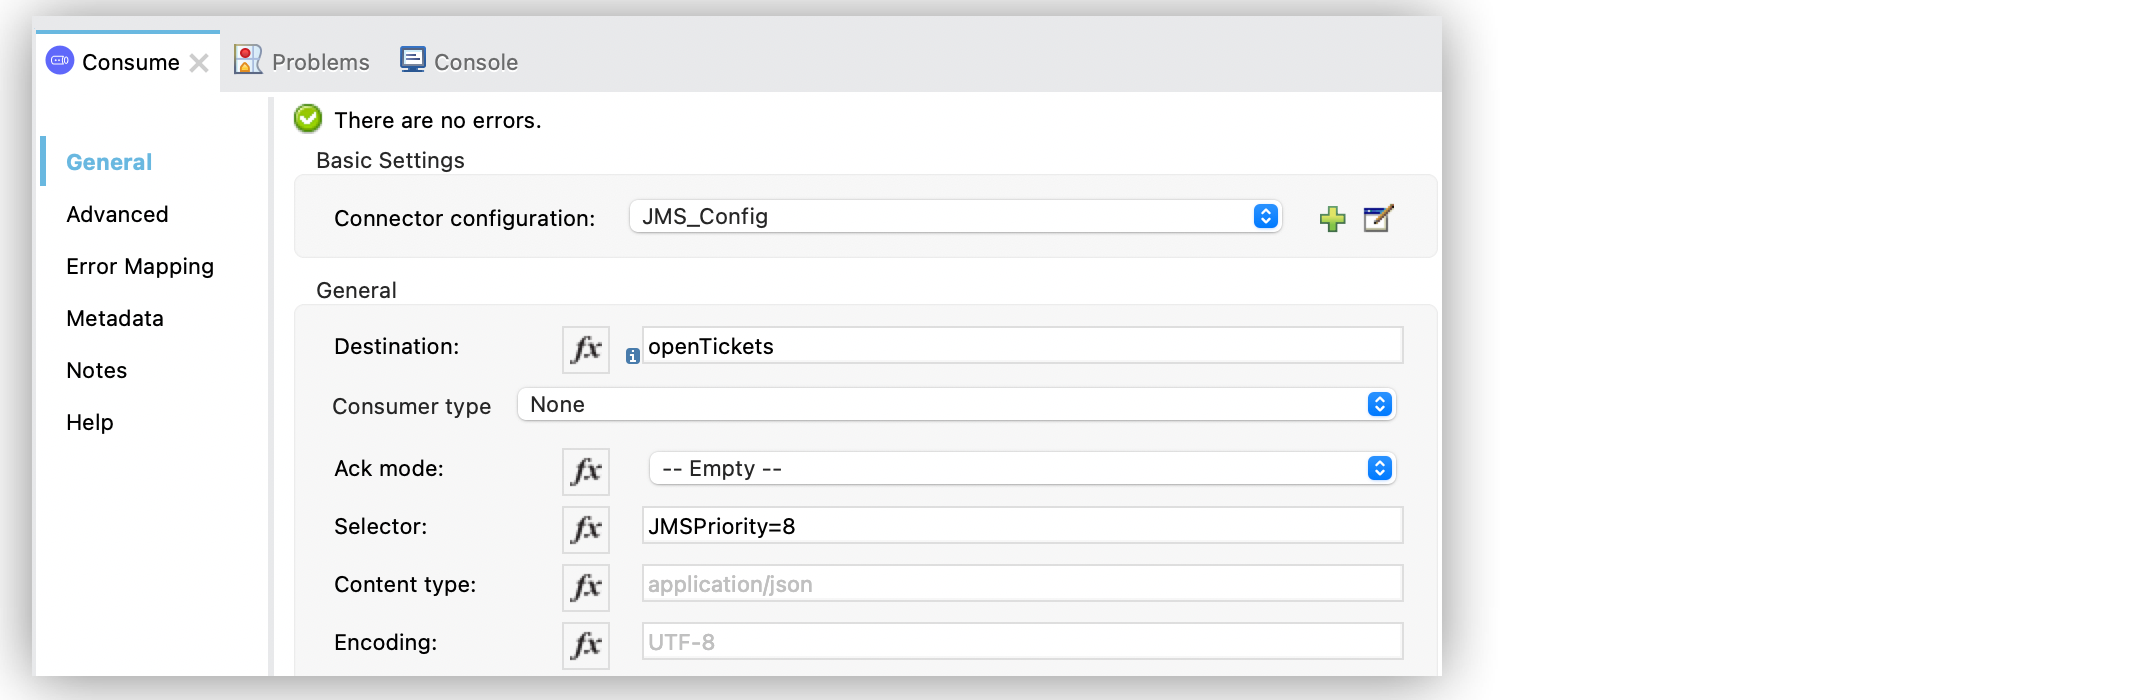 Consume
Problems
Console
General
Advanced
Error Mapping
Metadata
Notes
Help
There are no errors.
Basic Settings
Connector configuration: JMS_Config
General
Destination: fx openTickets
Consumer type None
Ack mode: fx -- Empty --
Selector: fx JMSPriority=8
Content type: fx application/json
Encoding: fx UTF-8